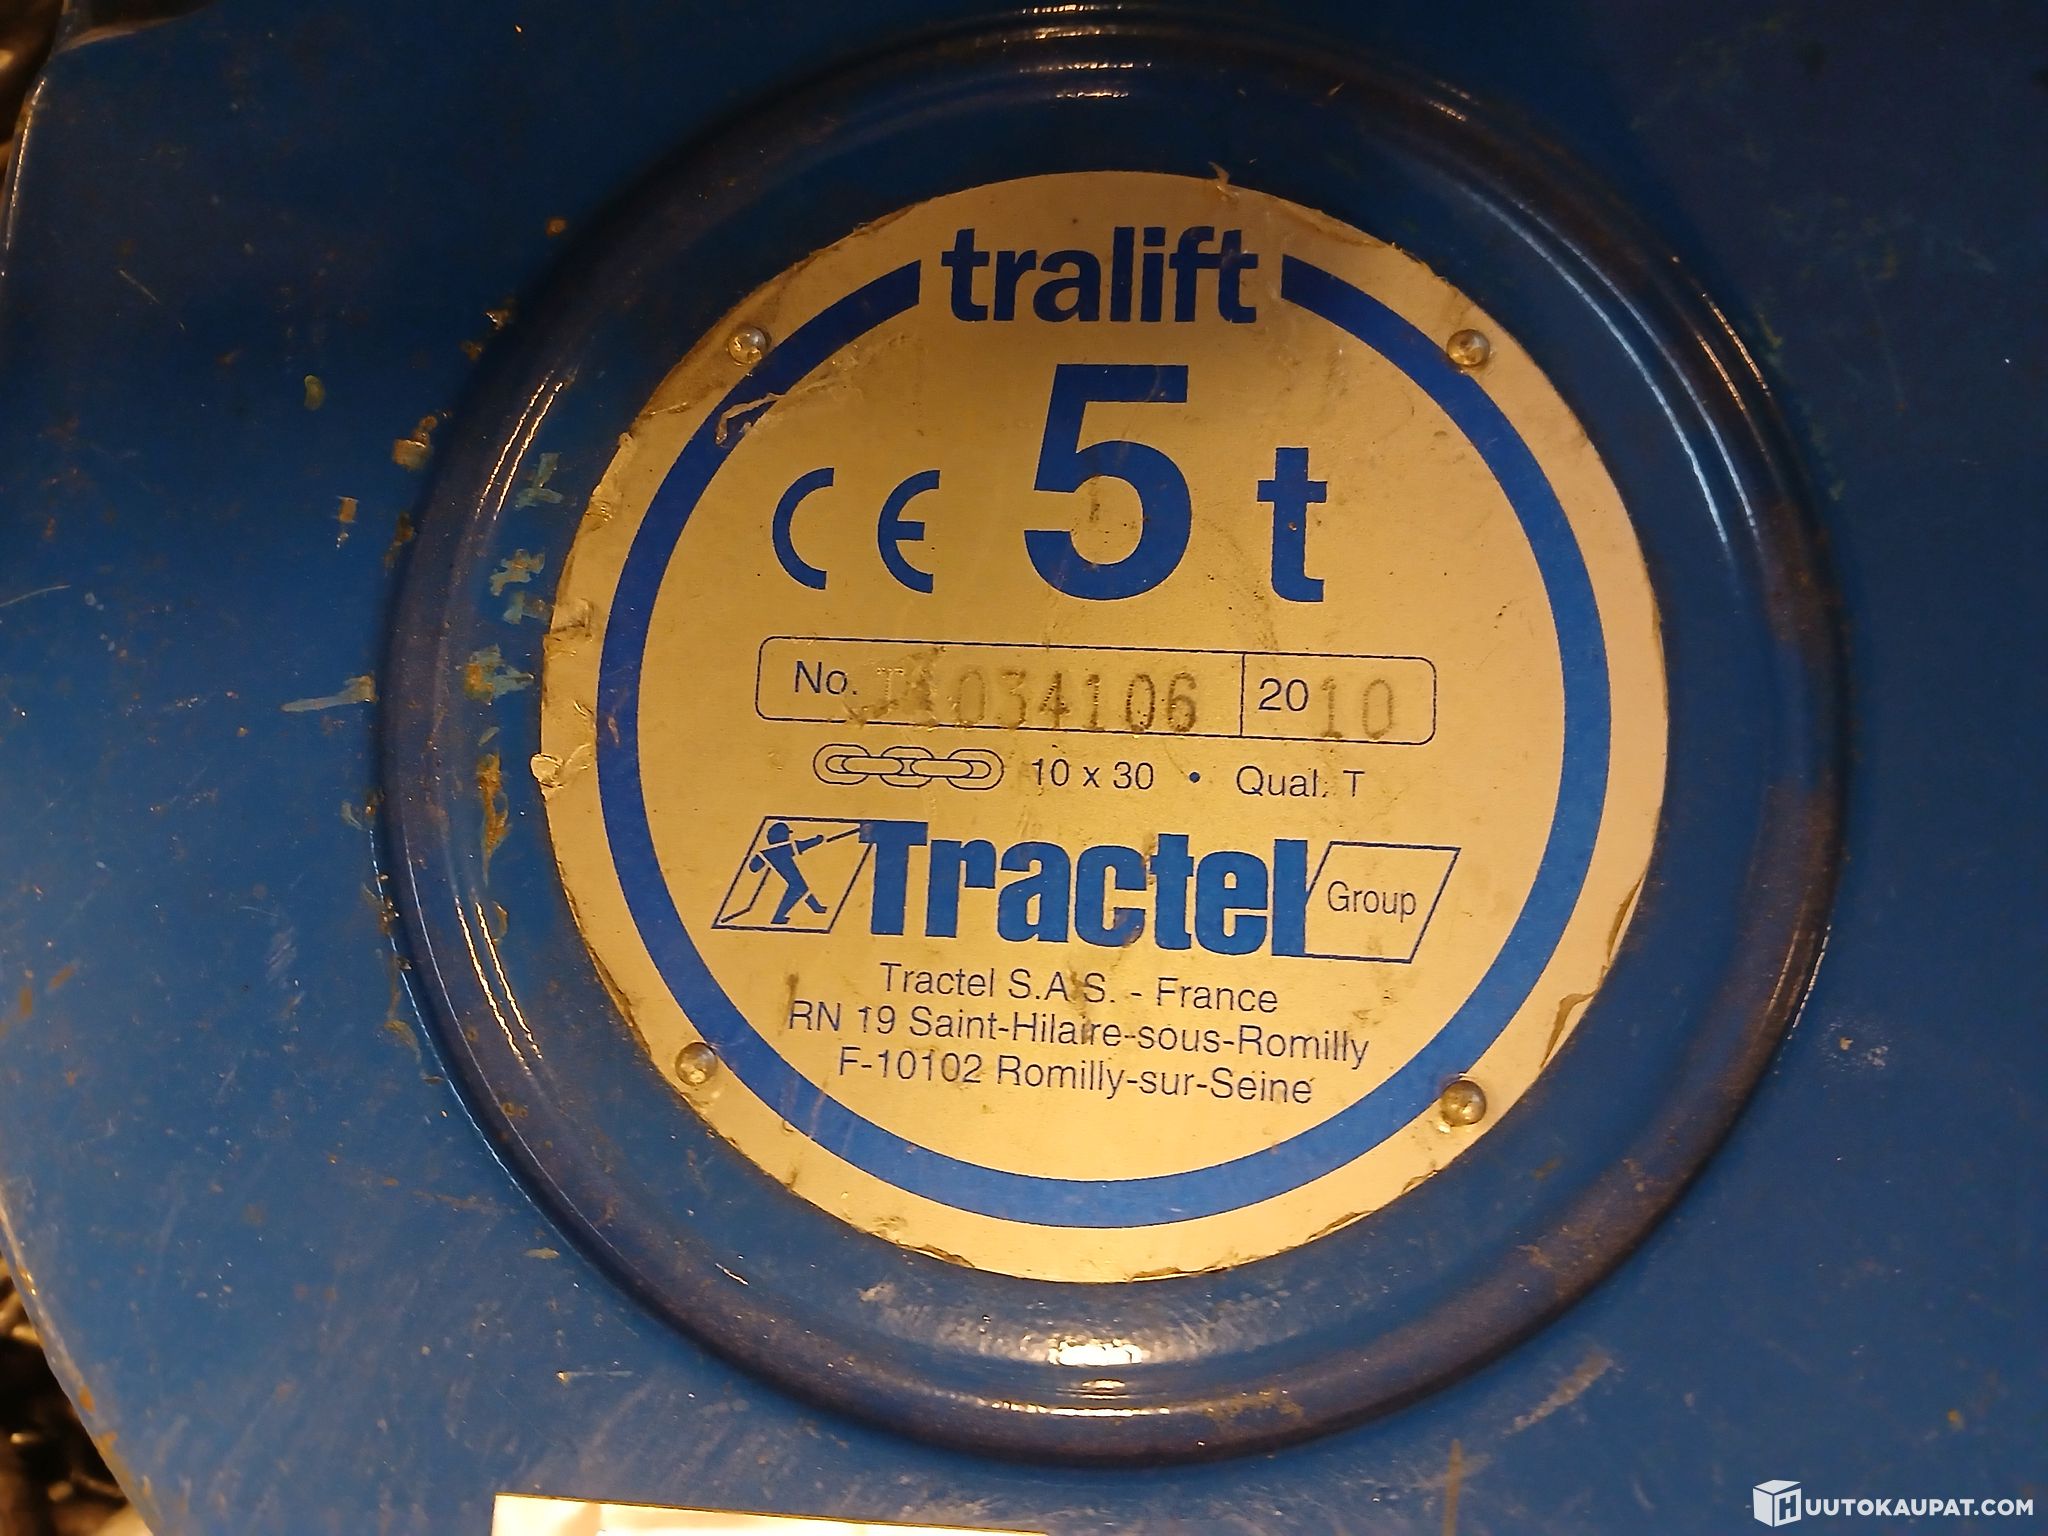 tralift
CE 5 t
No. 2010
10 x 30 • Qual. T
Tractel Group
Tractel S.A.S. - France
RN 19 Saint-Hilaire-sous-Romilly
F-10102 Romilly-sur-Seine
HUUTOKAUPAT.COM